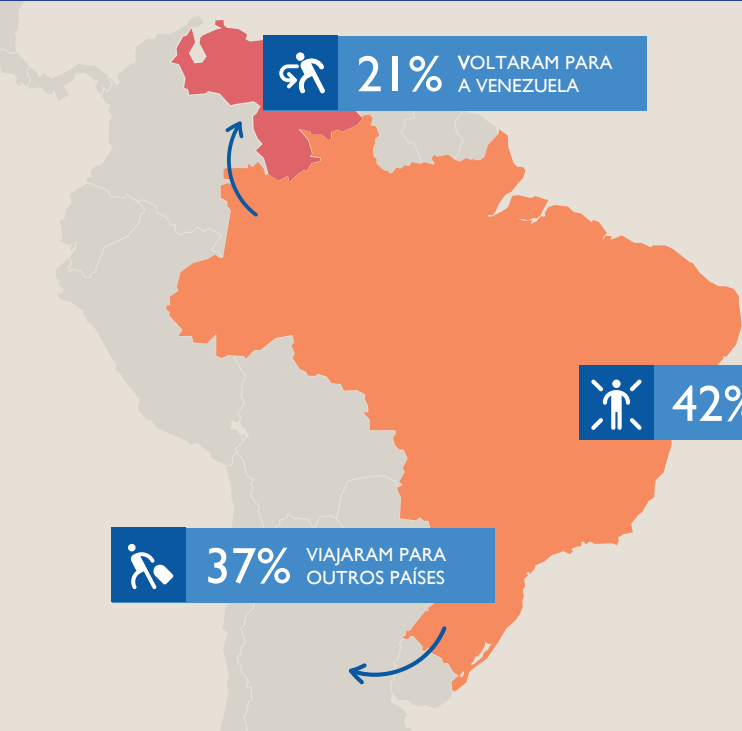 21%
VOLTARAM PARA
A VENEZUELA
42%
37%
VIAJARAM PARA
OUTROS PAÍSES